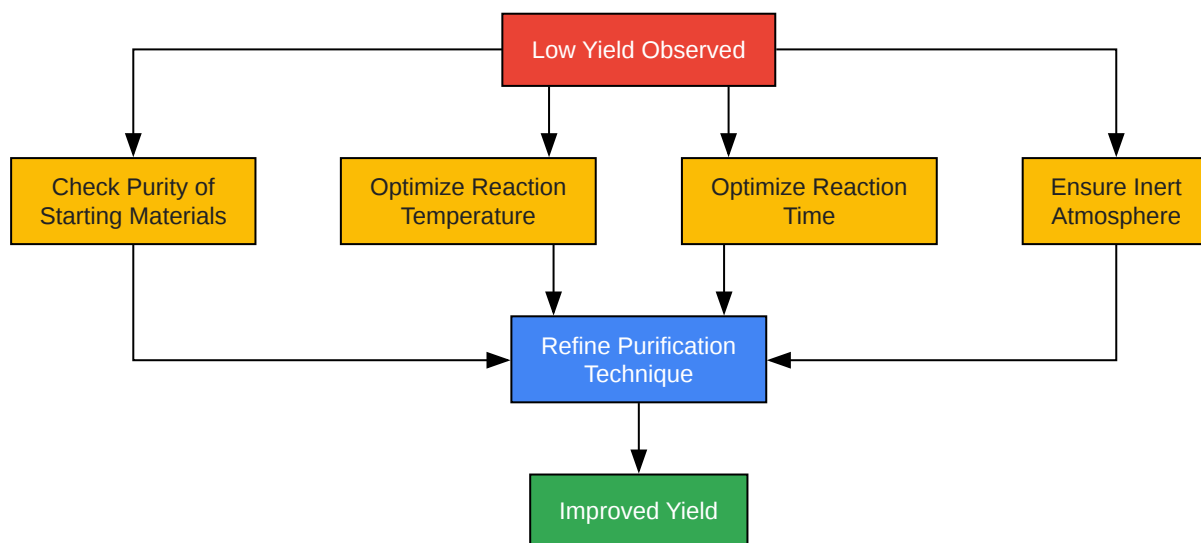 Low Yield Observed
Check Purity of
Starting Materials
Optimize Reaction
Temperature
Optimize Reaction
Time
Ensure Inert
Atmosphere
Refine Purification
Technique
Improved Yield